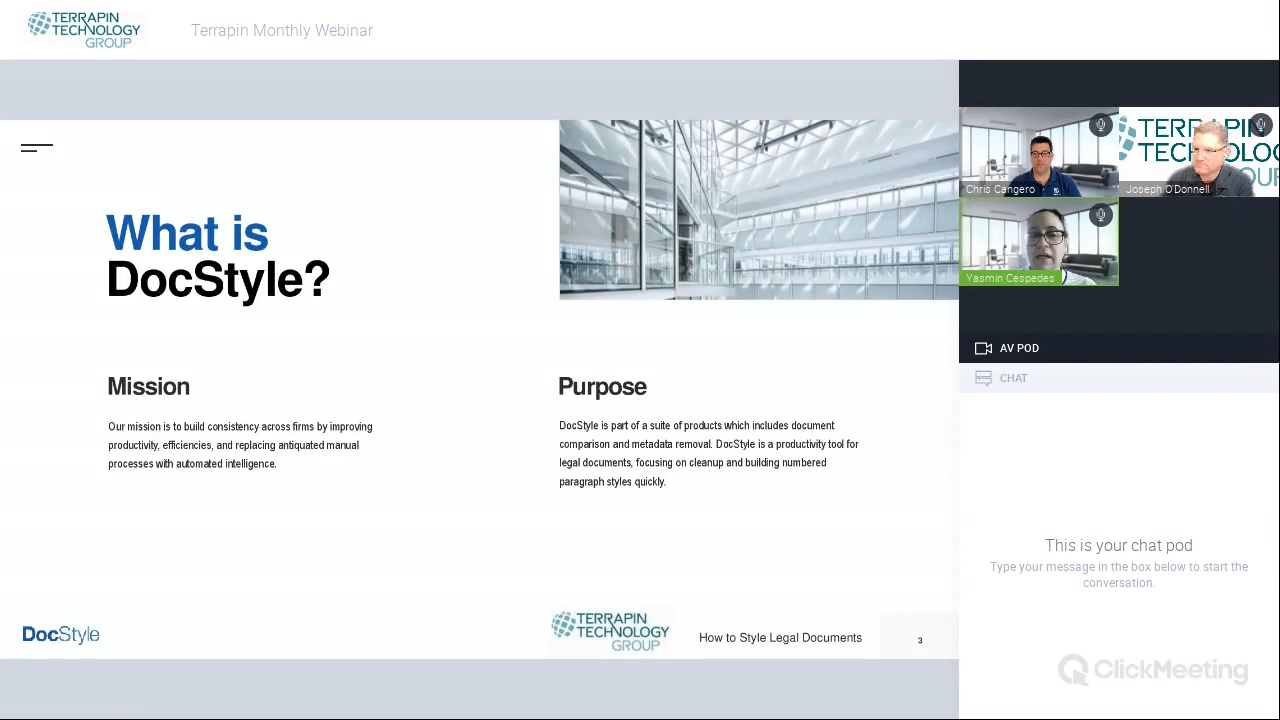 TERRAPIN
TECHNOLOGY
GROUP
Terrapin Monthly Webinar
What is
DocStyle?
Mission
Our mission is to build consistency across firms by improving
productivity, efficiencies, and replacing antiquated manual
processes with automated intelligence.
Purpose
DocStyle is part of a suite of products which includes document
comparison and metadata removal. DocStyle is a productivity tool for
legal documents, focusing on cleanup and building numbered
paragraph styles quickly.
DocStyle
TERRAPIN
TECHNOLOGY
GROUP
How to Style Legal Documents
3
Chris Cangero
Joseph O'Donnell
Yasmin Cespedes
AV POD
CHAT
This is your chat pod
Type your message in the box below to start the
conversation.
ClickMeeting